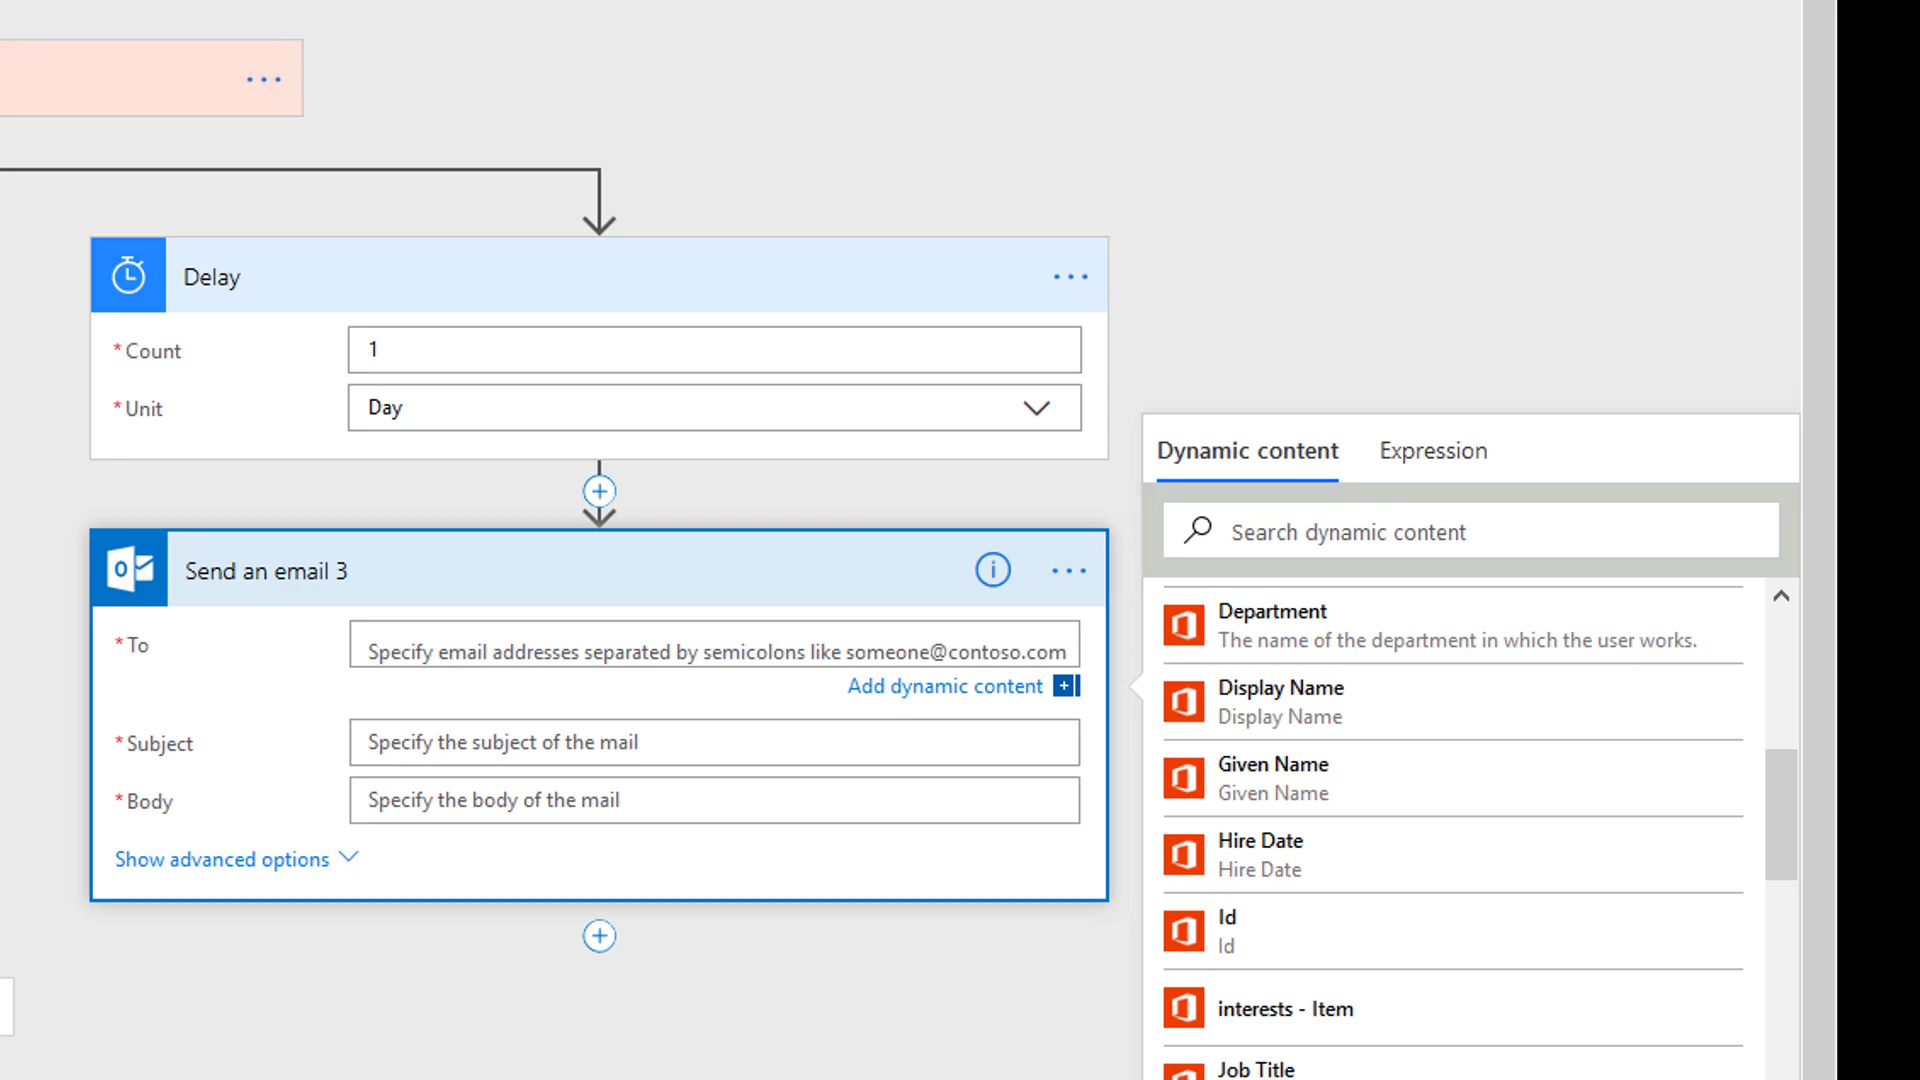 Delay
* Count
1
* Unit
Day
Send an email 3
* To
Specify email addresses separated by semicolons like someone@contoso.com
Add dynamic content
* Subject
Specify the subject of the mail
* Body
Specify the body of the mail
Show advanced options
Dynamic content
Expression
Search dynamic content
Department
The name of the department in which the user works.
Display Name
Display Name
Given Name
Given Name
Hire Date
Hire Date
Id
Id
interests - Item
Job Title